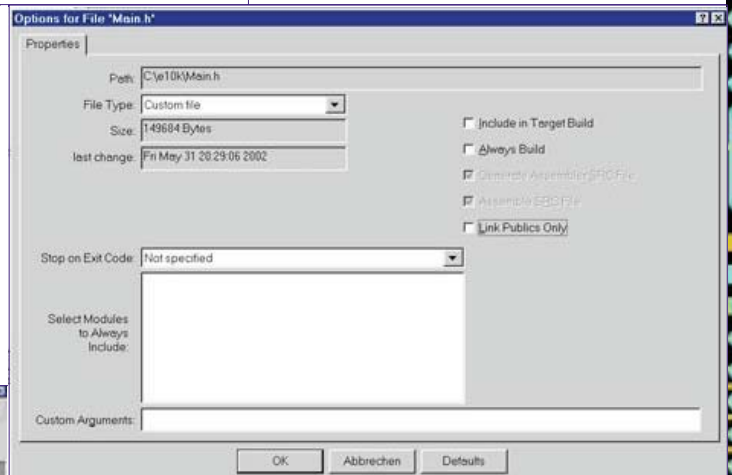 Options for File 'Main.h'
Properties
Path: C:\e10k\Main.h
File Type: Custom file
Size: 149684 Bytes
last change: Fri May 31 20:29:06 2002
Include in Target Build
Always Build
Generate Assembler SRC File
Assemble SRC File
Link Publics Only
Stop on Exit Code: Not specified
Select Modules
to Always
Include:
Custom Arguments:
OK Abbrechen Defaults